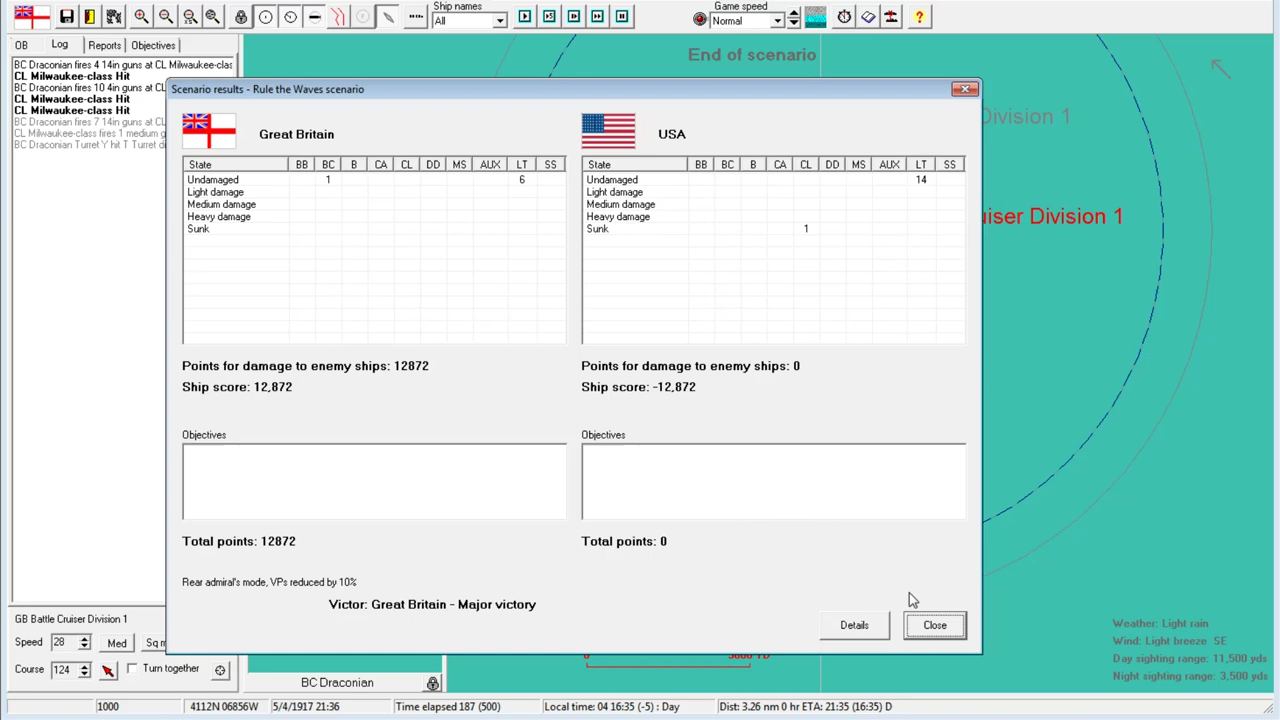 Ship names
All
Game speed
Normal
OB Log Reports Objectives
BC Draconian fires 4 14in guns at CL Milwaukee-clas
CL Milwaukee-class Hit
BC Draconian fires 10 4in guns at CL
CL Milwaukee-class Hit
CL Milwaukee-class Hit
BC Draconian fires 7 14in guns at CL
CL Milwaukee-class fires 1 medium g
BC Draconian Turret Y hit T Turret di
End of scenario
Division 1
uiser Division 1
Scenario results - Rule the Waves scenario
Great Britain
State BB BC B CA CL DD MS AUX LT SS
Undamaged 1 6
Light damage
Medium damage
Heavy damage
Sunk
Points for damage to enemy ships: 12872
Ship score: 12,872
Objectives
Total points: 12872
USA
State BB BC B CA CL DD MS AUX LT SS
Undamaged 14
Light damage
Medium damage
Heavy damage
Sunk 1
Points for damage to enemy ships: 0
Ship score: -12,872
Objectives
Total points: 0
Rear admiral's mode, VPs reduced by 10%
Victor: Great Britain - Major victory
Details Close
GB Battle Cruiser Division 1
Speed 28 Med Sq m
Course 124 Turn together
BC Draconian
Weather: Light rain
Wind: Light breeze SE
Day sighting range: 11,500 yds
Night sighting range: 3,500 yds
1000 4112N 06856W 5/4/1917 21:36 Time elapsed 187 (500) Local time: 04 16:35 (-5) : Day Dist: 3.26 nm 0 hr ETA: 21:35 (16:35) D